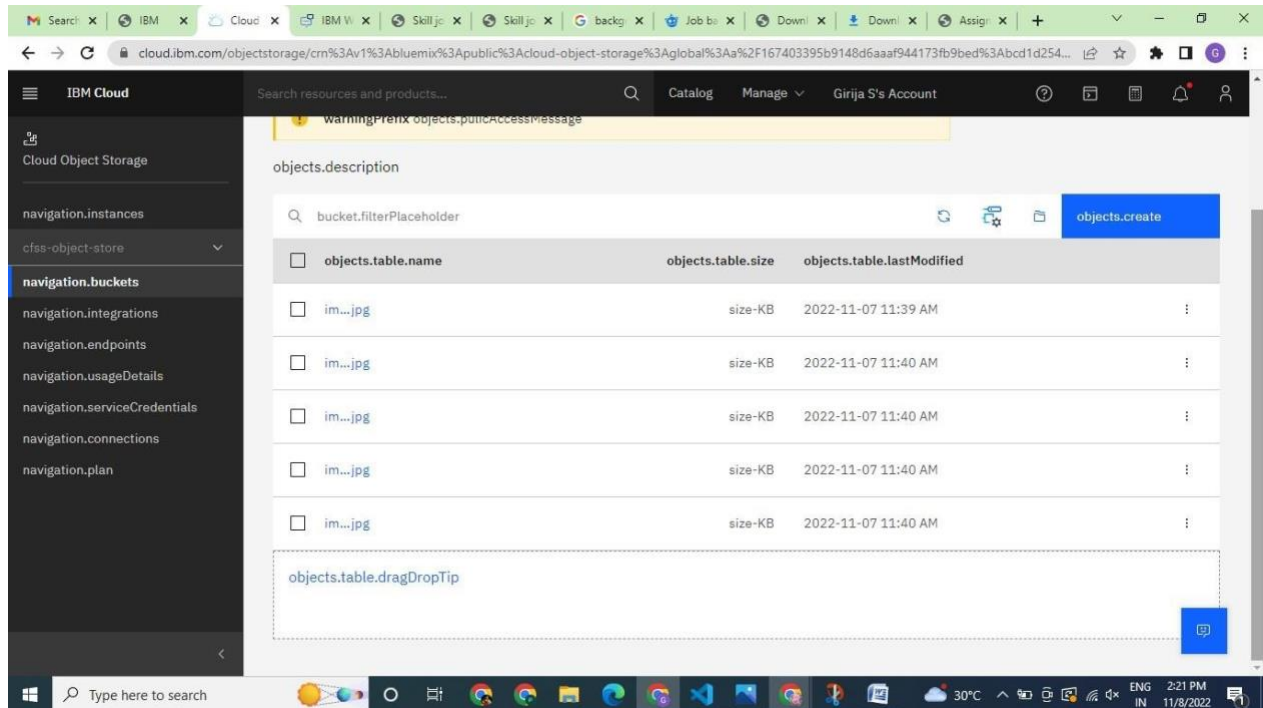 Search
IBM
Cloud
IBM W
Skill jo
Skill jo
backg
Job ba
Downl
Downl
Assign
cloud.ibm.com/objectstorage/crn%3Av1%3Abluemix%3Apublic%3Acloud-object-storage%3Aglobal%3Aa%2F167403395b9148d6aaaf944173fb9bed%3Abcd1d254...
G
IBM Cloud
Search resources and products...
Catalog
Manage
Girija S's Account
warningPrefix objects.pulicAccessMessage
Cloud Object Storage
navigation.instances
cfss-object-store
navigation.buckets
navigation.integrations
navigation.endpoints
navigation.usageDetails
navigation.serviceCredentials
navigation.connections
navigation.plan
objects.description
bucket.filterPlaceholder
objects.create
objects.table.name objects.table.size objects.table.lastModified
im...jpg size-KB 2022-11-07 11:39 AM
im...jpg size-KB 2022-11-07 11:40 AM
im...jpg size-KB 2022-11-07 11:40 AM
im...jpg size-KB 2022-11-07 11:40 AM
im...jpg size-KB 2022-11-07 11:40 AM
objects.table.dragDropTip
Type here to search
30°C
ENG
IN
2:21 PM
11/8/2022